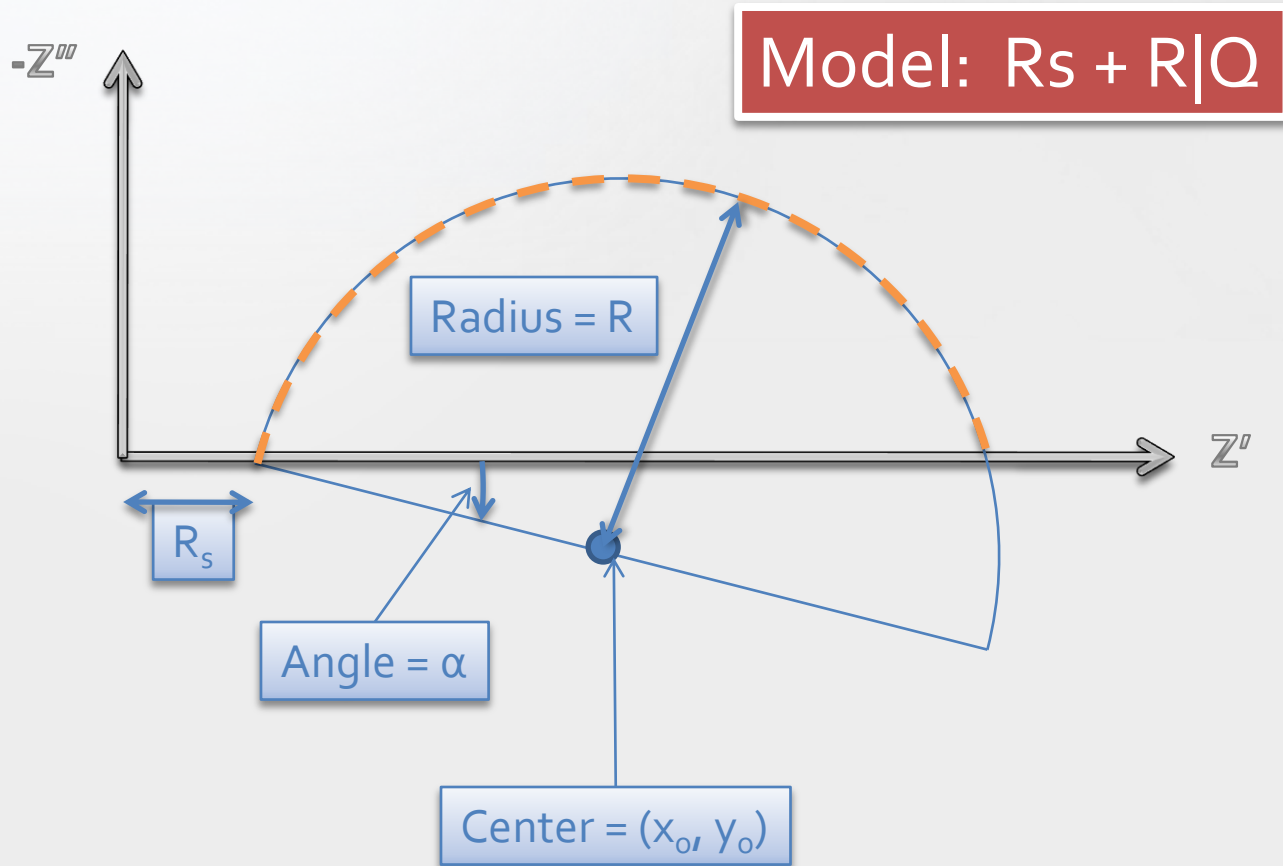 Model: Rs + R|Q
-Z″
Radius = R
Z′
Rs
Angle = α
Center = (xo, yo)